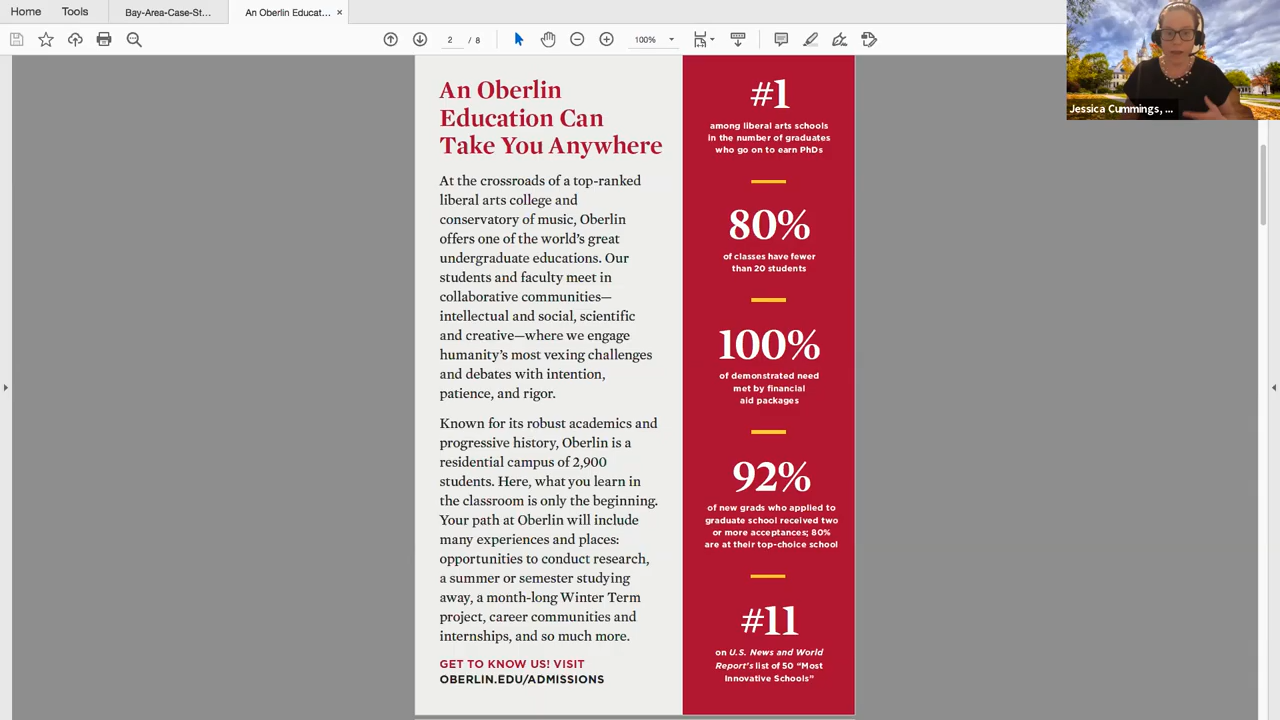 Home
Tools
Bay-Area-Case-St...
An Oberlin Educat...
2 / 8
100%
Jessica Cummings, ...
An Oberlin
Education Can
Take You Anywhere
At the crossroads of a top-ranked
liberal arts college and
conservatory of music, Oberlin
offers one of the world's great
undergraduate educations. Our
students and faculty meet in
collaborative communities—
intellectual and social, scientific
and creative—where we engage
humanity's most vexing challenges
and debates with intention,
patience, and rigor.
Known for its robust academics and
progressive history, Oberlin is a
residential campus of 2,900
students. Here, what you learn in
the classroom is only the beginning.
Your path at Oberlin will include
many experiences and places:
opportunities to conduct research,
a summer or semester studying
away, a month-long Winter Term
project, career communities and
internships, and so much more.
GET TO KNOW US! VISIT
OBERLIN.EDU/ADMISSIONS
#1
among liberal arts schools
in the number of graduates
who go on to earn PhDs
80%
of classes have fewer
than 20 students
100%
of demonstrated need
met by financial
aid packages
92%
of new grads who applied to
graduate school received two
or more acceptances; 80%
are at their top-choice school
#11
on U.S. News and World
Report's list of 50 “Most
Innovative Schools”